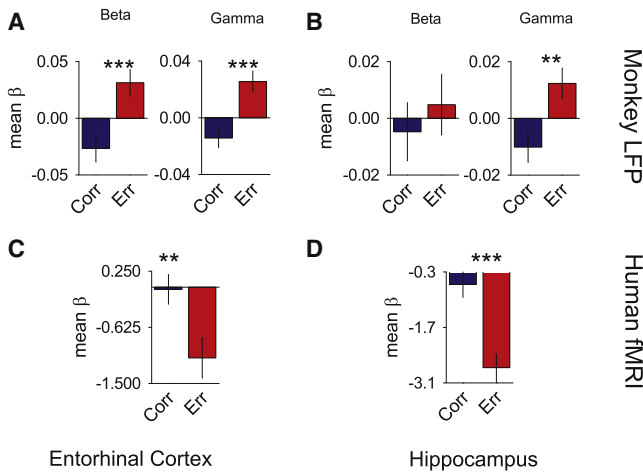 A
Beta
Gamma
mean β
0.05
0.00
-0.05
***
Corr
Err
0.04
0.00
-0.04
***
Corr
Err
B
Beta
Gamma
mean β
0.02
0.00
-0.02
Corr
Err
0.02
0.00
-0.02
**
Corr
Err
Monkey LFP
C
mean β
0.250
-0.625
-1.500
**
Corr
Err
D
mean β
-0.3
-1.7
-3.1
***
Corr
Err
Human fMRI
Entorhinal Cortex
Hippocampus